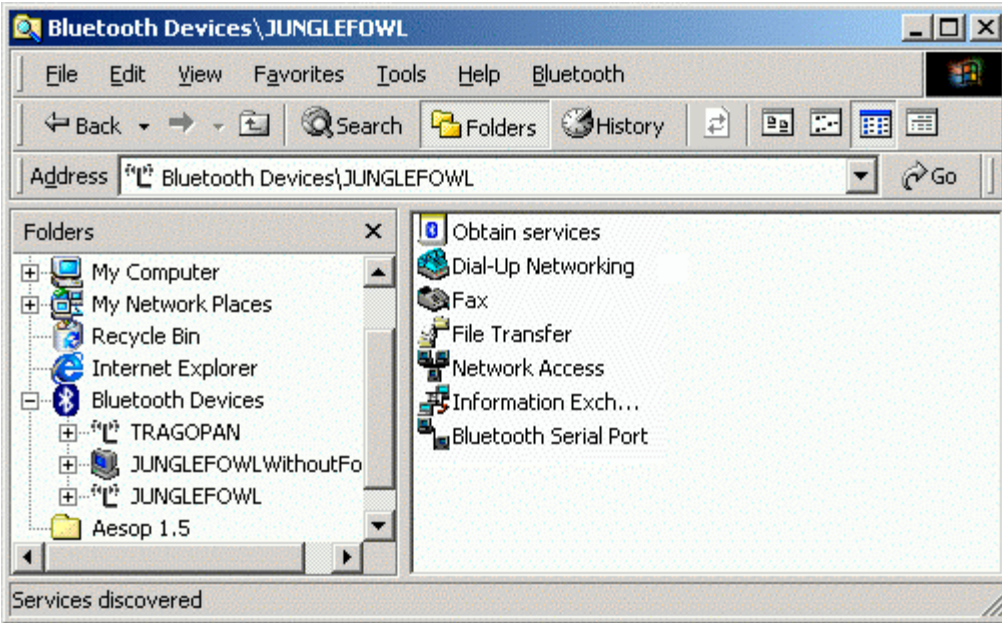 Bluetooth Devices\JUNGLEFOWL
File Edit View Favorites Tools Help Bluetooth
Back Search Folders History
Address Bluetooth Devices\JUNGLEFOWL Go
Folders
My Computer
My Network Places
Recycle Bin
Internet Explorer
Bluetooth Devices
TRAGOPAN
JUNGLEFOWLWithoutFo
JUNGLEFOWL
Aesop 1.5
Obtain services
Dial-Up Networking
Fax
File Transfer
Network Access
Information Exch...
Bluetooth Serial Port
Services discovered